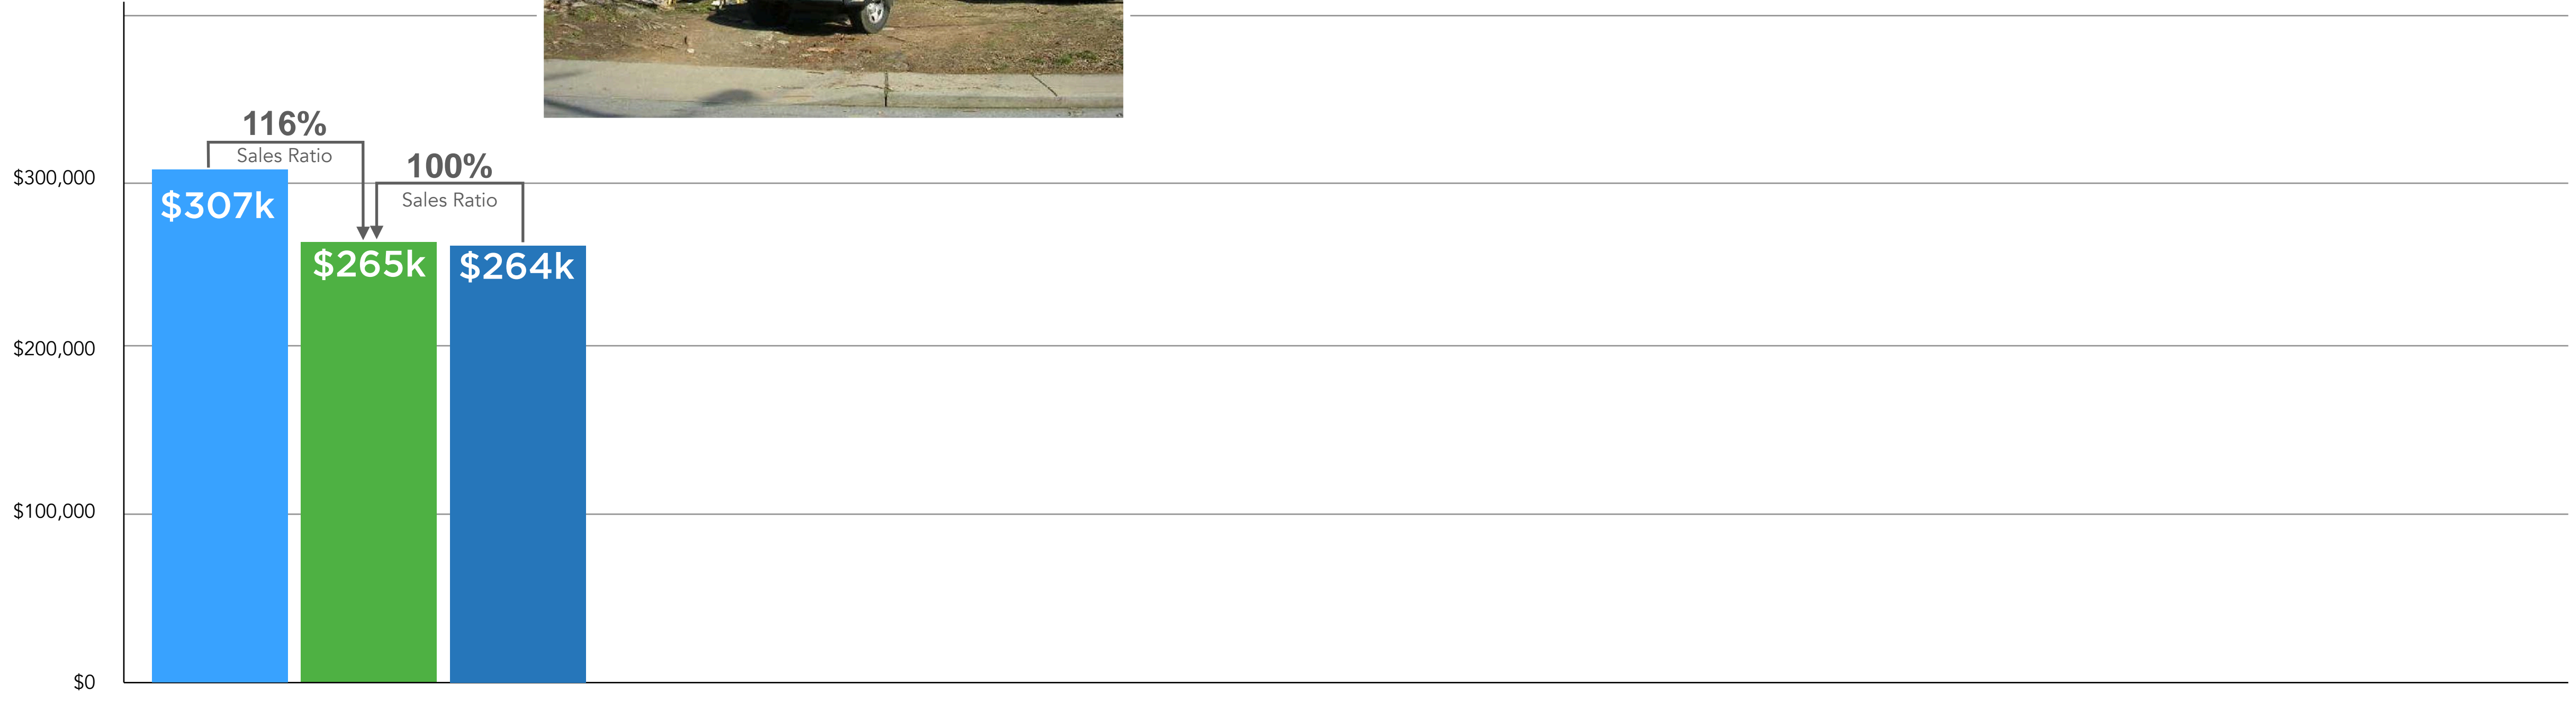 116%
Sales Ratio
100%
Sales Ratio
$300,000
$307k
$265k
$264k
$200,000
$100,000
$0